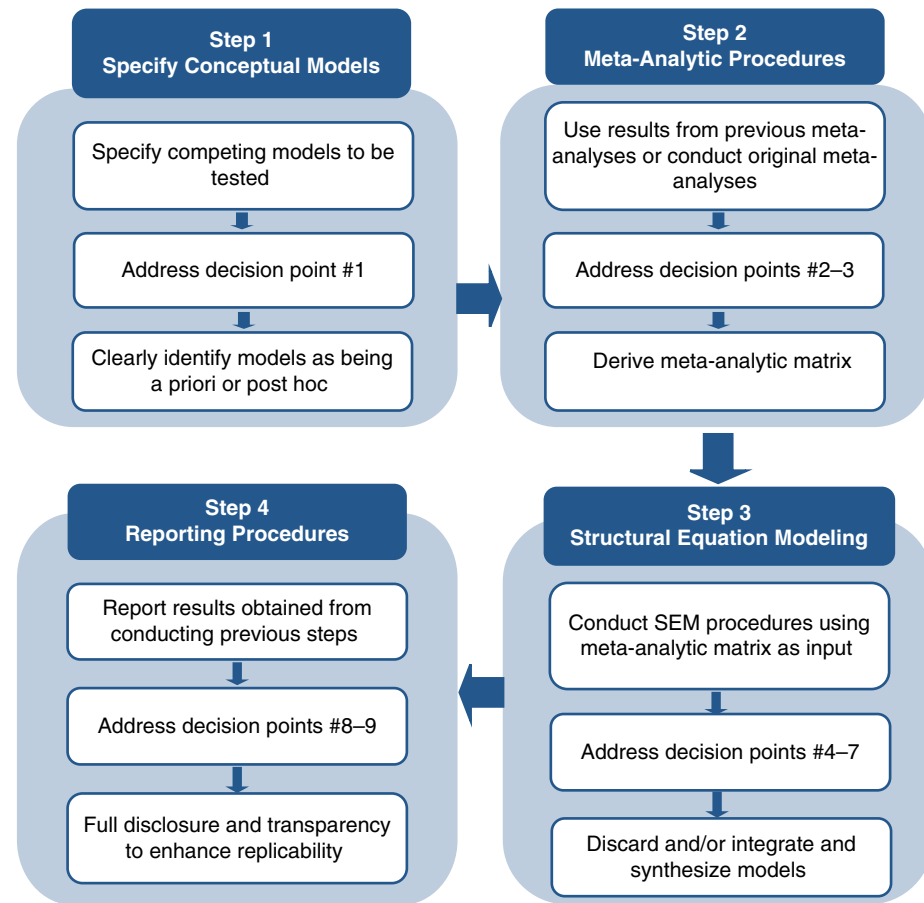 Step 1
Specify Conceptual Models
Specify competing models to be
tested
Address decision point #1
Clearly identify models as being
a priori or post hoc
Step 2
Meta-Analytic Procedures
Use results from previous meta-
analyses or conduct original meta-
analyses
Address decision points #2–3
Derive meta-analytic matrix
Step 3
Structural Equation Modeling
Conduct SEM procedures using
meta-analytic matrix as input
Address decision points #4–7
Discard and/or integrate and
synthesize models
Step 4
Reporting Procedures
Report results obtained from
conducting previous steps
Address decision points #8–9
Full disclosure and transparency
to enhance replicability